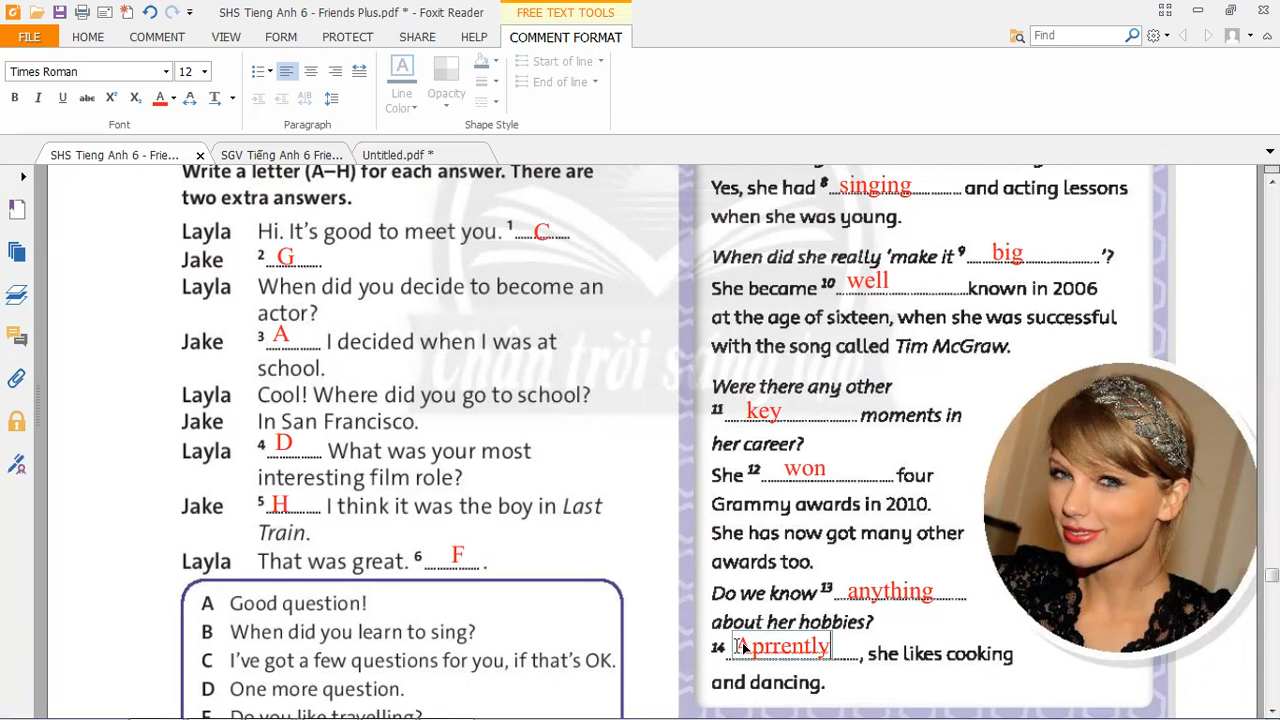 SHS Tieng Anh 6 - Friends Plus.pdf * - Foxit Reader
FREE TEXT TOOLS
FILE HOME COMMENT VIEW FORM PROTECT SHARE HELP COMMENT FORMAT
Find
Times Roman 12
Line Color
Opacity
Start of line
End of line
Font Paragraph Shape Style
SHS Tieng Anh 6 - Frie... SGV Tiếng Anh 6 Frie... Untitled.pdf *
Write a letter (A–H) for each answer. There are
two extra answers.
Layla Hi. It's good to meet you. 1 C
Jake 2 G
Layla When did you decide to become an
actor?
Jake 3 A I decided when I was at
school.
Layla Cool! Where did you go to school?
Jake In San Francisco.
Layla 4 D What was your most
interesting film role?
Jake 5 H I think it was the boy in Last
Train.
Layla That was great. 6 F .
A Good question!
B When did you learn to sing?
C I've got a few questions for you, if that's OK.
D One more question.
E Do you like travelling?
Yes, she had 8 singing and acting lessons
when she was young.
When did she really 'make it 9 big '?
She became 10 well known in 2006
at the age of sixteen, when she was successful
with the song called Tim McGraw.
Were there any other
11 key moments in
her career?
She 12 won four
Grammy awards in 2010.
She has now got many other
awards too.
Do we know 13 anything
about her hobbies?
14 Aprrently , she likes cooking
and dancing.
Chân trời sáng tạo